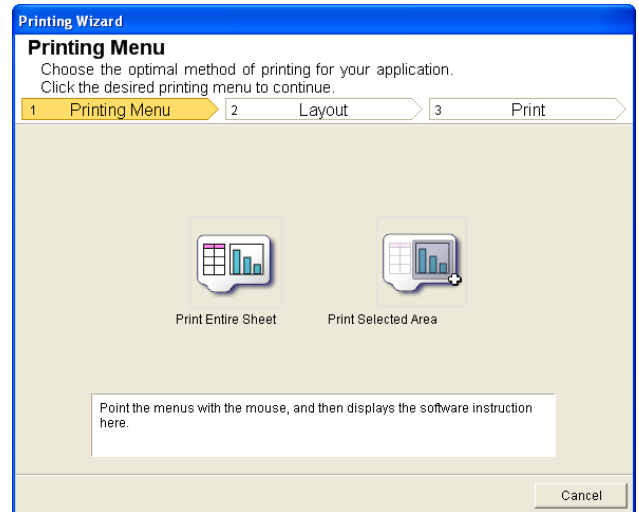 Printing Wizard
Printing Menu
Choose the optimal method of printing for your application.
Click the desired printing menu to continue.
1 Printing Menu 2 Layout 3 Print
Print Entire Sheet Print Selected Area
Point the menus with the mouse, and then displays the software instruction
here.
Cancel